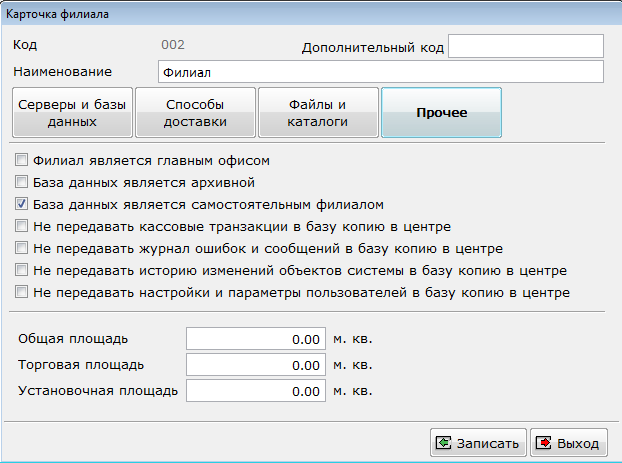 Карточка филиала
Код 002 Дополнительный код
Наименование Филиал
Серверы и базы данных
Способы доставки
Файлы и каталоги
Прочее
Филиал является главным офисом
База данных является архивной
База данных является самостоятельным филиалом
Не передавать кассовые транзакции в базу копию в центре
Не передавать журнал ошибок и сообщений в базу копию в центре
Не передавать историю изменений объектов системы в базу копию в центре
Не передавать настройки и параметры пользователей в базу копию в центре
Общая площадь 0.00 м. кв.
Торговая площадь 0.00 м. кв.
Установочная площадь 0.00 м. кв.
Записать Выход